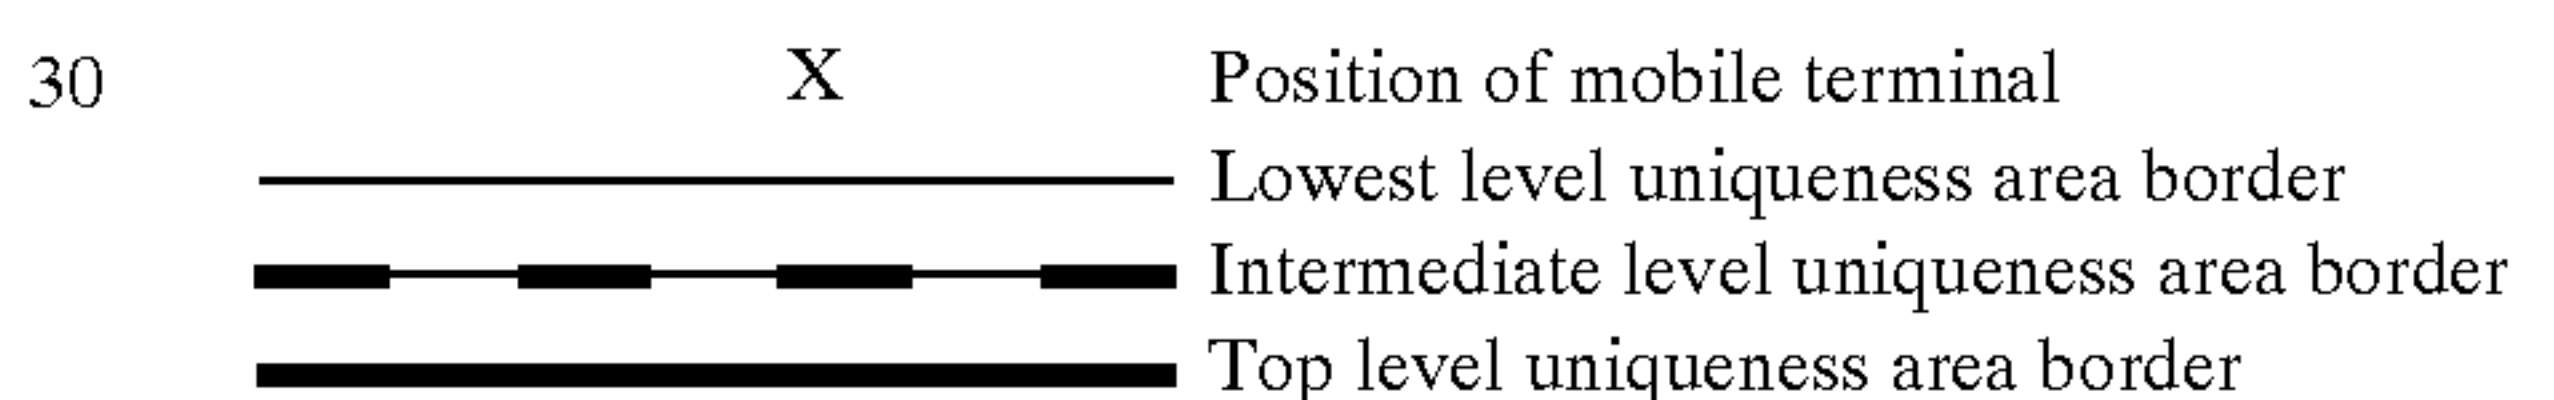 30 X Position of mobile terminal
Lowest level uniqueness area border
Intermediate level uniqueness area border
Top level uniqueness area border